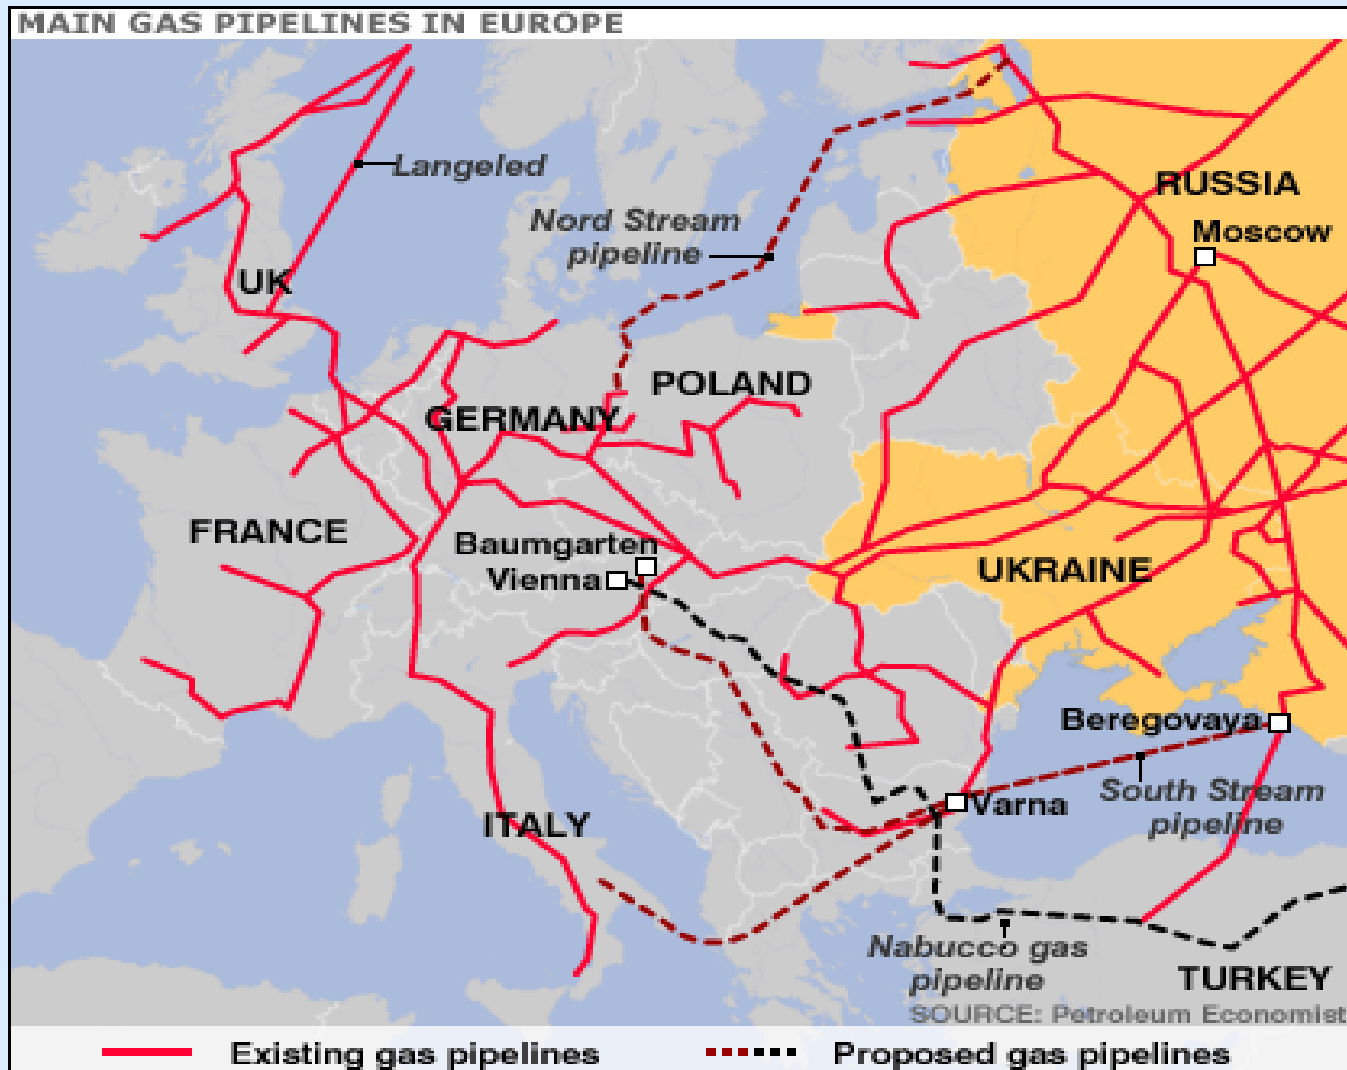 MAIN GAS PIPELINES IN EUROPE
Langeled
RUSSIA
Nord Stream
pipeline
Moscow
UK
POLAND
GERMANY
FRANCE
Baumgarten
Vienna
UKRAINE
Beregovaya
Varna
South Stream
pipeline
ITALY
Nabucco gas
pipeline
TURKEY
SOURCE: Petroleum Economist
Existing gas pipelines
Proposed gas pipelines